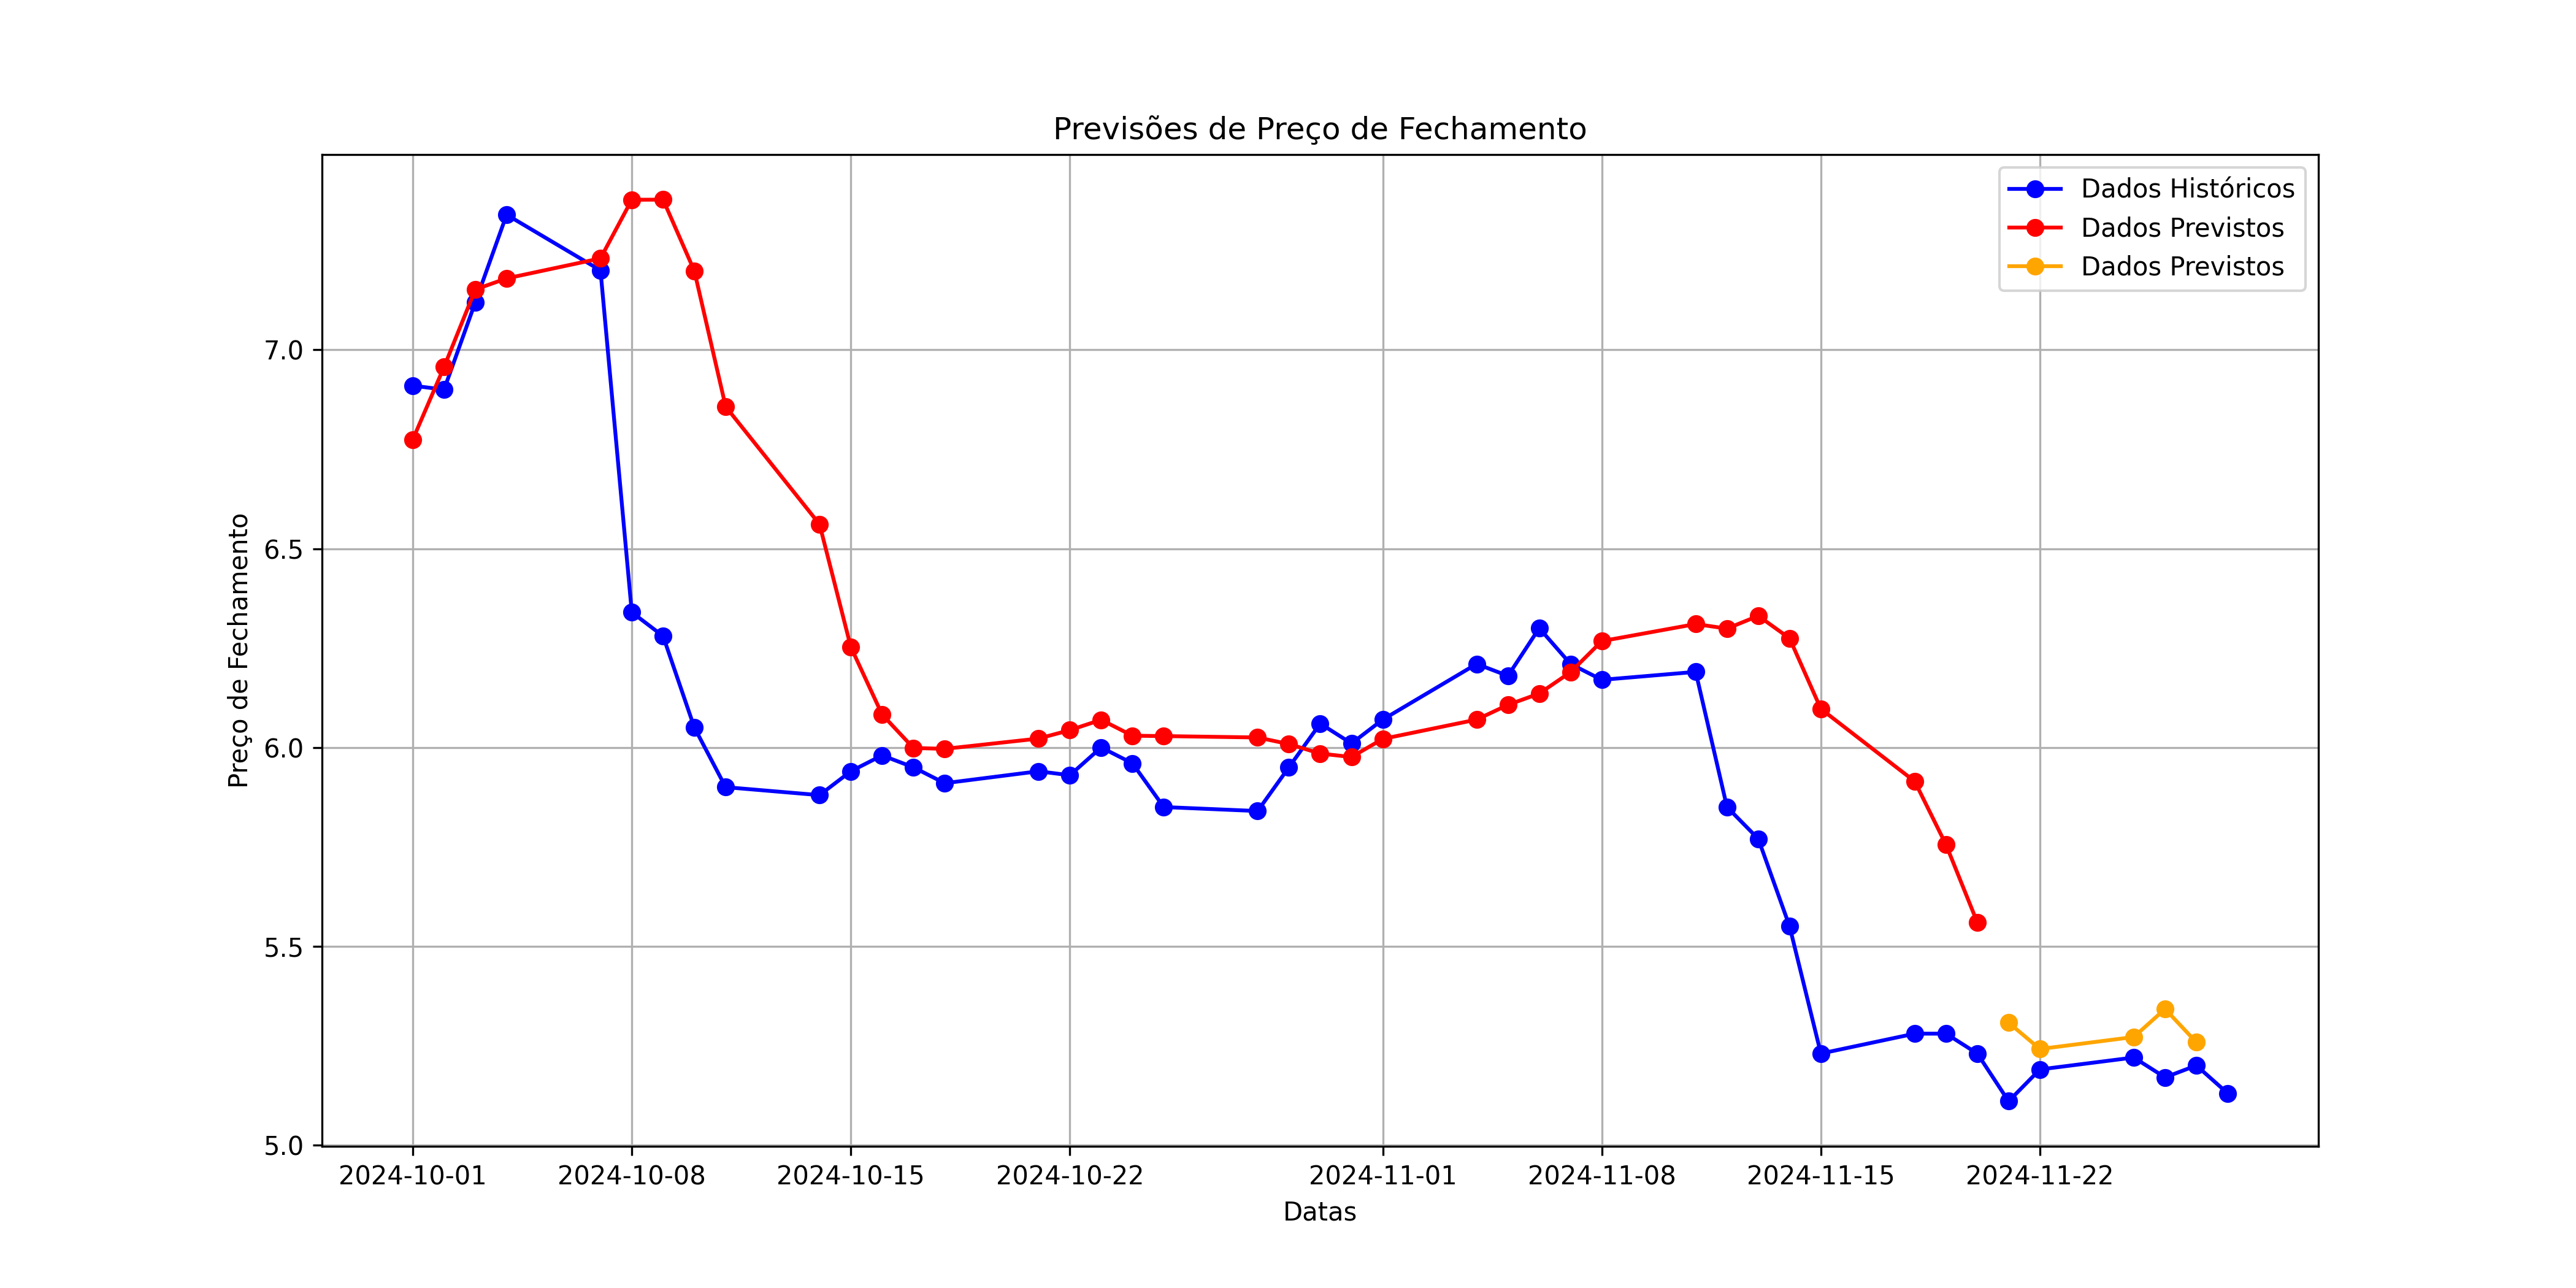 Previsões de Preço de Fechamento
Dados Históricos
Dados Previstos
Dados Previstos
Preço de Fechamento
7.0
6.5
6.0
5.5
5.0
2024-10-01 2024-10-08 2024-10-15 2024-10-22 2024-11-01 2024-11-08 2024-11-15 2024-11-22
Datas